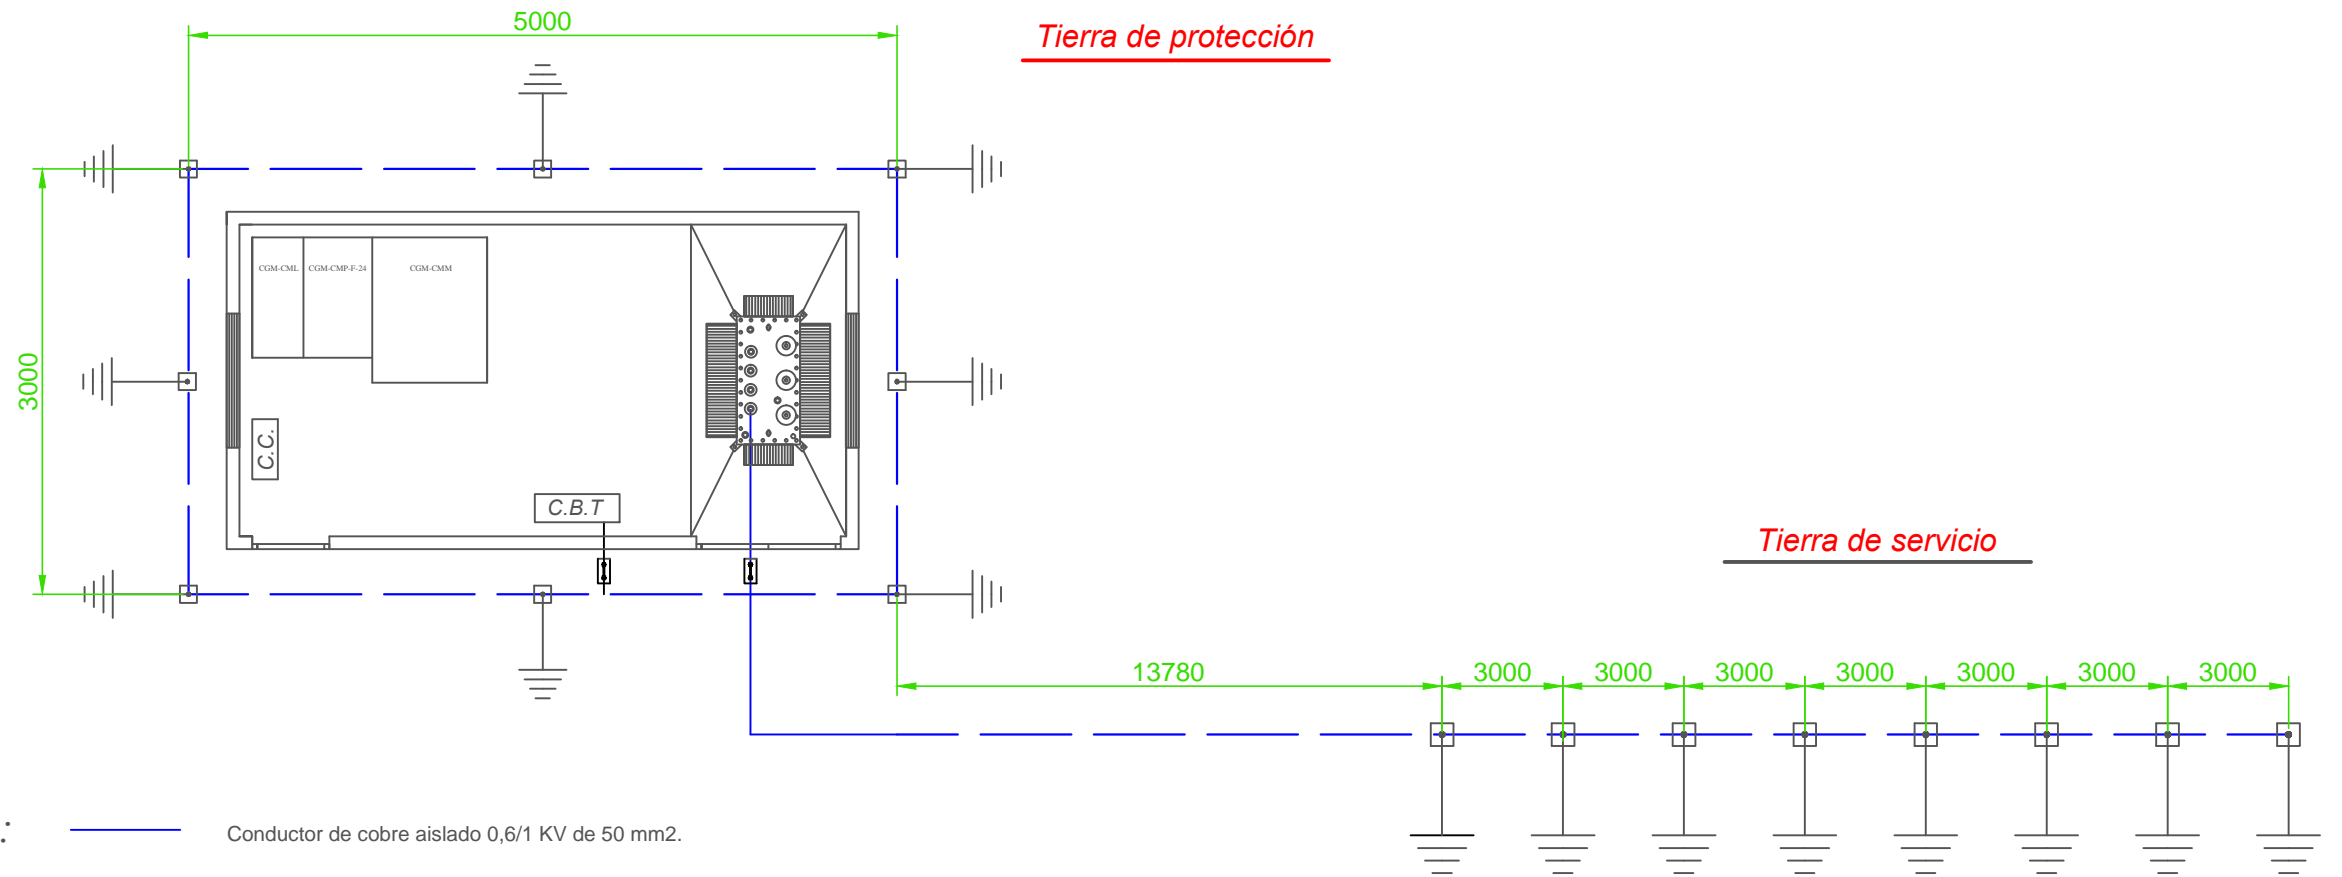 5000
Tierra de protección
CGM-CML
CGM-CMP-F-24
CGM-CMM
3000
C.C.
C.B.T
Tierra de servicio
13780
3000
3000
3000
3000
3000
3000
3000
:
Conductor de cobre aislado 0,6/1 KV de 50 mm2.